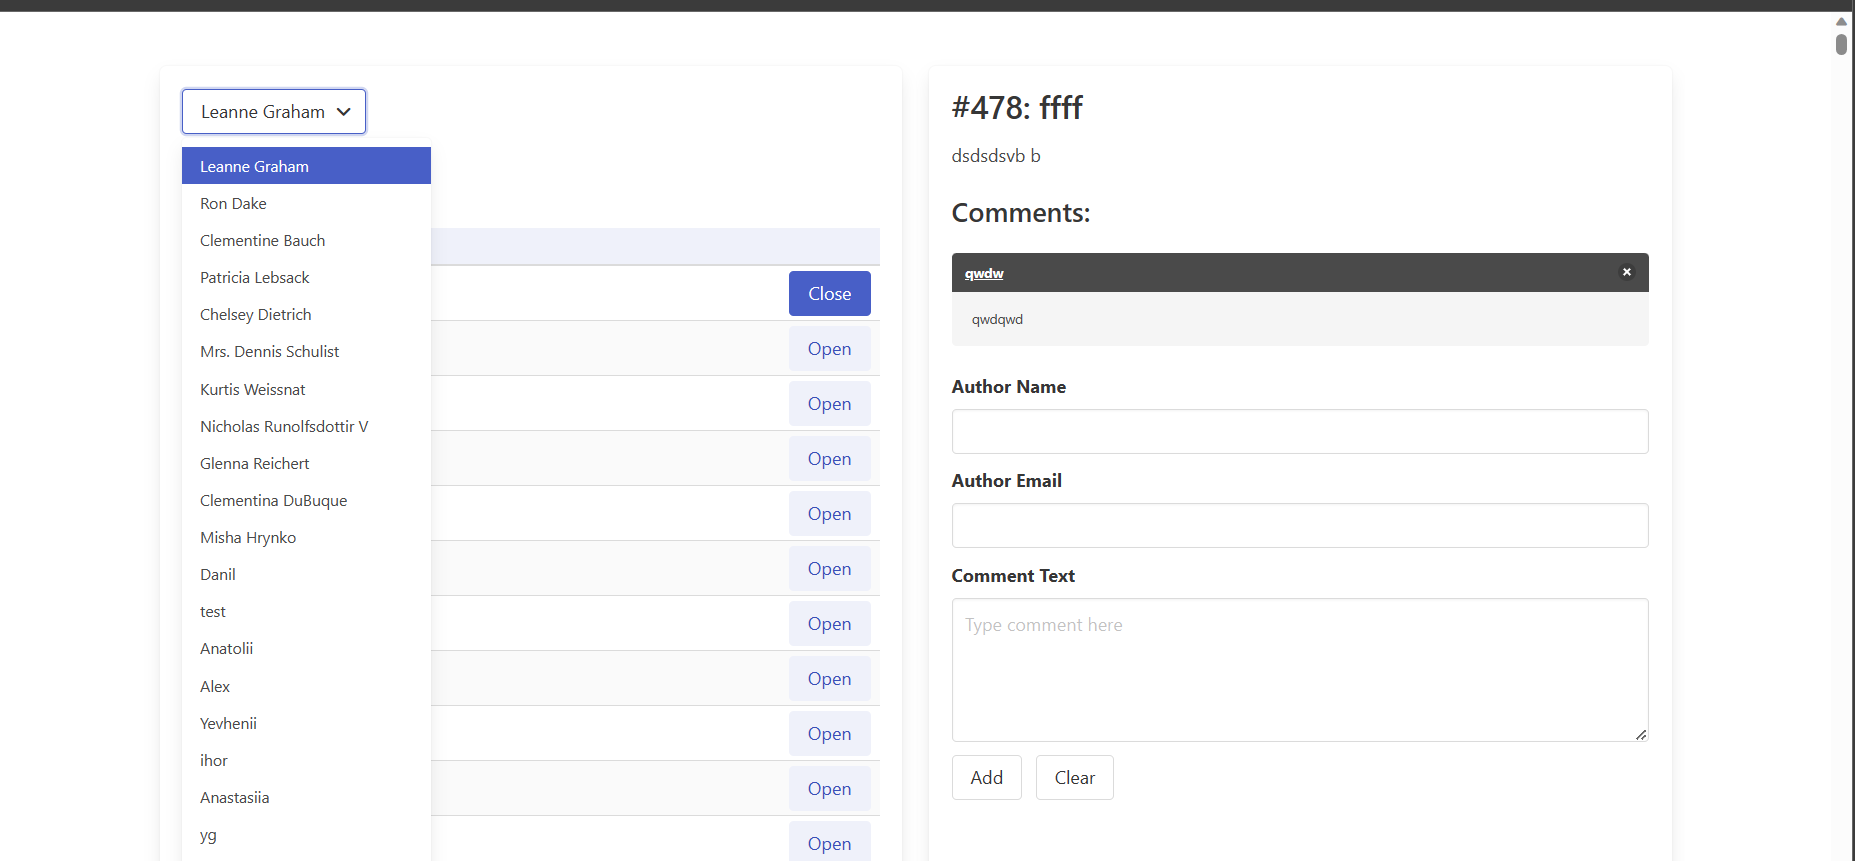 Leanne Graham
Leanne Graham
Ron Dake
Clementine Bauch
Patricia Lebsack
Chelsey Dietrich
Mrs. Dennis Schulist
Kurtis Weissnat
Nicholas Runolfsdottir V
Glenna Reichert
Clementina DuBuque
Misha Hrynko
Danil
test
Anatolii
Alex
Yevhenii
ihor
Anastasiia
yg
Close
Open
Open
Open
Open
Open
Open
Open
Open
Open
Open
#478: ffff
dsdsdsvb b
Comments:
qwdw
qwdqwd
Author Name
Author Email
Comment Text
Type comment here
Add Clear